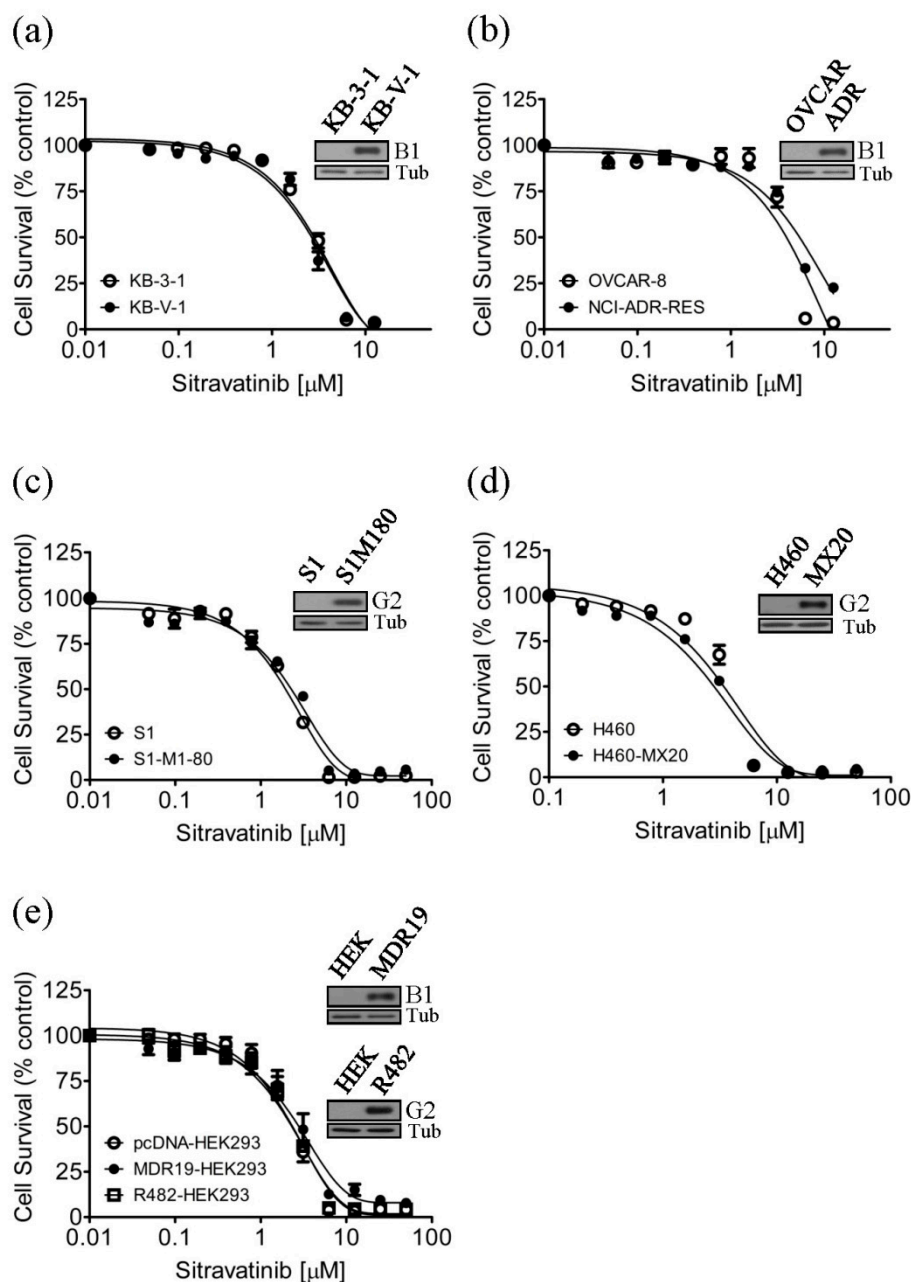 (a)
KB-3-1
KB-V-1
B1
Tub
125
100
75
50
25
0
Cell Survival (% control)
KB-3-1
KB-V-1
0.01
0.1
1
10
Sitravatinib [μM]
(b)
OVCAR
ADR
B1
Tub
125
100
75
50
25
0
Cell Survival (% control)
OVCAR-8
NCI-ADR-RES
0.01
0.1
1
10
Sitravatinib [μM]
(c)
S1
S1M180
G2
Tub
125
100
75
50
25
0
Cell Survival (% control)
S1
S1-M1-80
0.01
0.1
1
10
100
Sitravatinib [μM]
(d)
H460
MX20
G2
Tub
125
100
75
50
25
0
Cell Survival (% control)
H460
H460-MX20
0.1
1
10
100
Sitravatinib [μM]
(e)
HEK
MDR19
B1
Tub
HEK
R482
G2
Tub
125
100
75
50
25
0
Cell Survival (% control)
pcDNA-HEK293
MDR19-HEK293
R482-HEK293
0.01
0.1
1
10
100
Sitravatinib [μM]